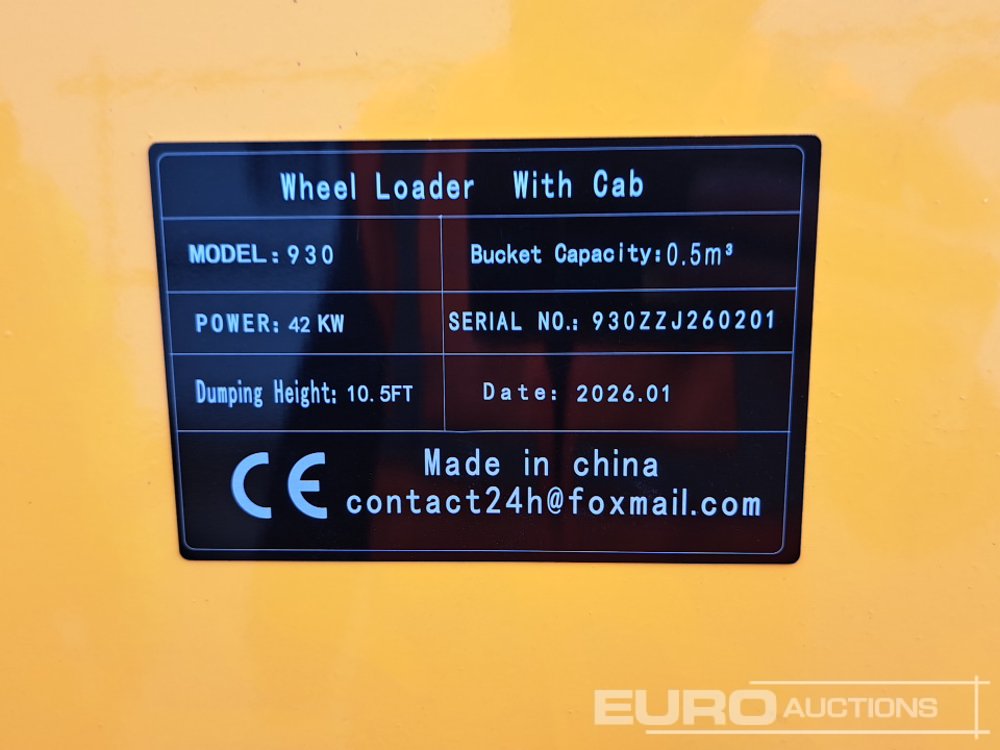 Wheel Loader With Cab
MODEL: 930
Bucket Capacity: 0.5m³
POWER: 42 KW
SERIAL NO.: 930ZZJ260201
Dumping Height: 10.5FT
Date: 2026.01
CE
Made in china
contact24h@foxmail.com
EURO AUCTIONS